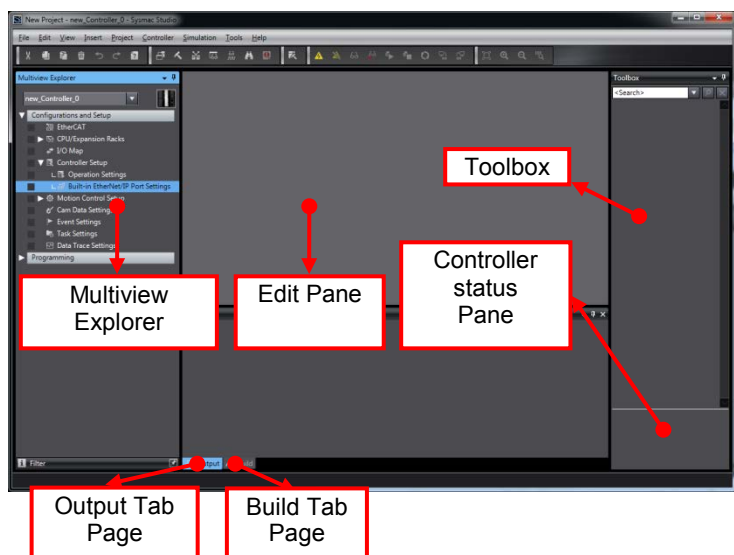 New Project - new_Controller_0 - Sysmac Studio
File Edit View Insert Project Controller Simulation Tools Help
Multiview Explorer
Toolbox
new_Controller_0
<Search>
Configurations and Setup
EtherCAT
CPU/Expansion Racks
I/O Map
Controller Setup
Operation Settings
Built-in EtherNet/IP Port Settings
Motion Control Setup
Cam Data Settings
Event Settings
Task Settings
Data Trace Settings
Programming
Toolbox
Controller
status
Pane
Multiview
Explorer
Edit Pane
Filter
Output Tab
Page
Build Tab
Page